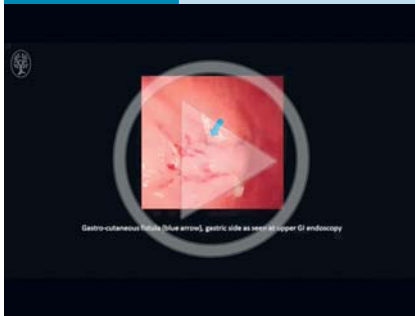 Gastro-cutaneous fistula (blue arrow), gastric side as seen at upper GI endoscopy